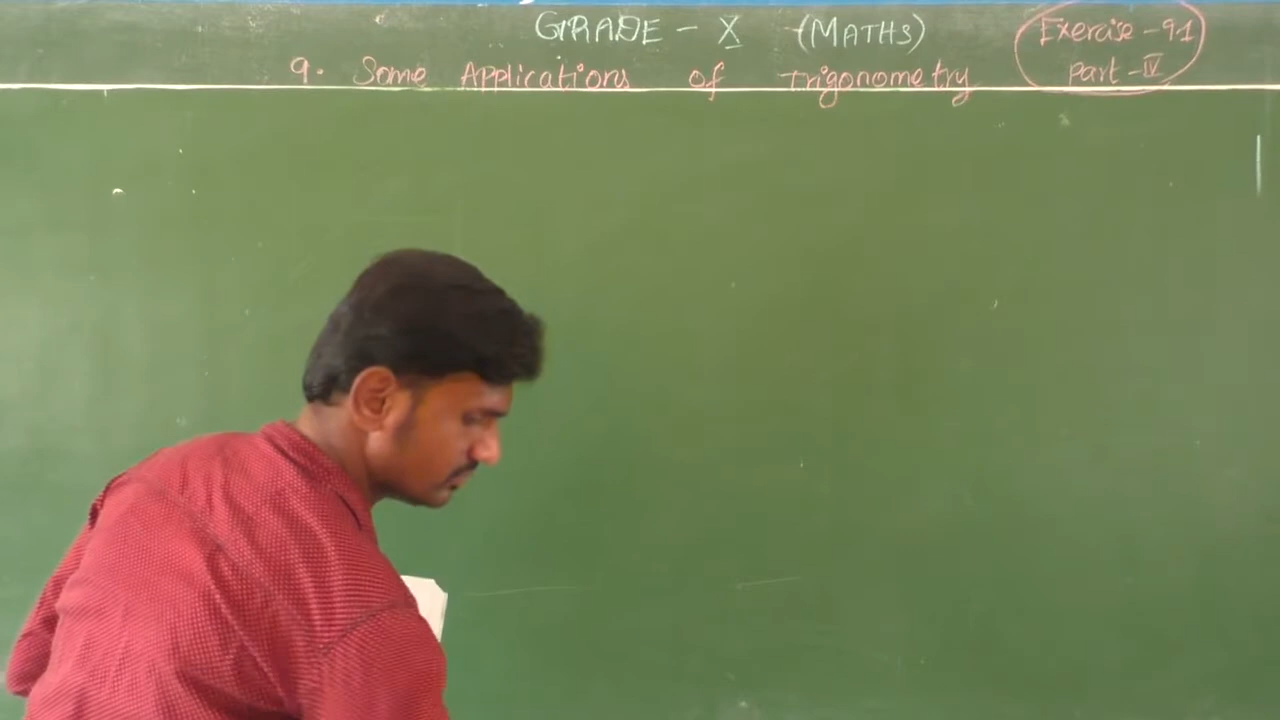 GRADE - X (MATHS)
9. Some Applications of Trigonometry
Exercise - 9.1
part - IV